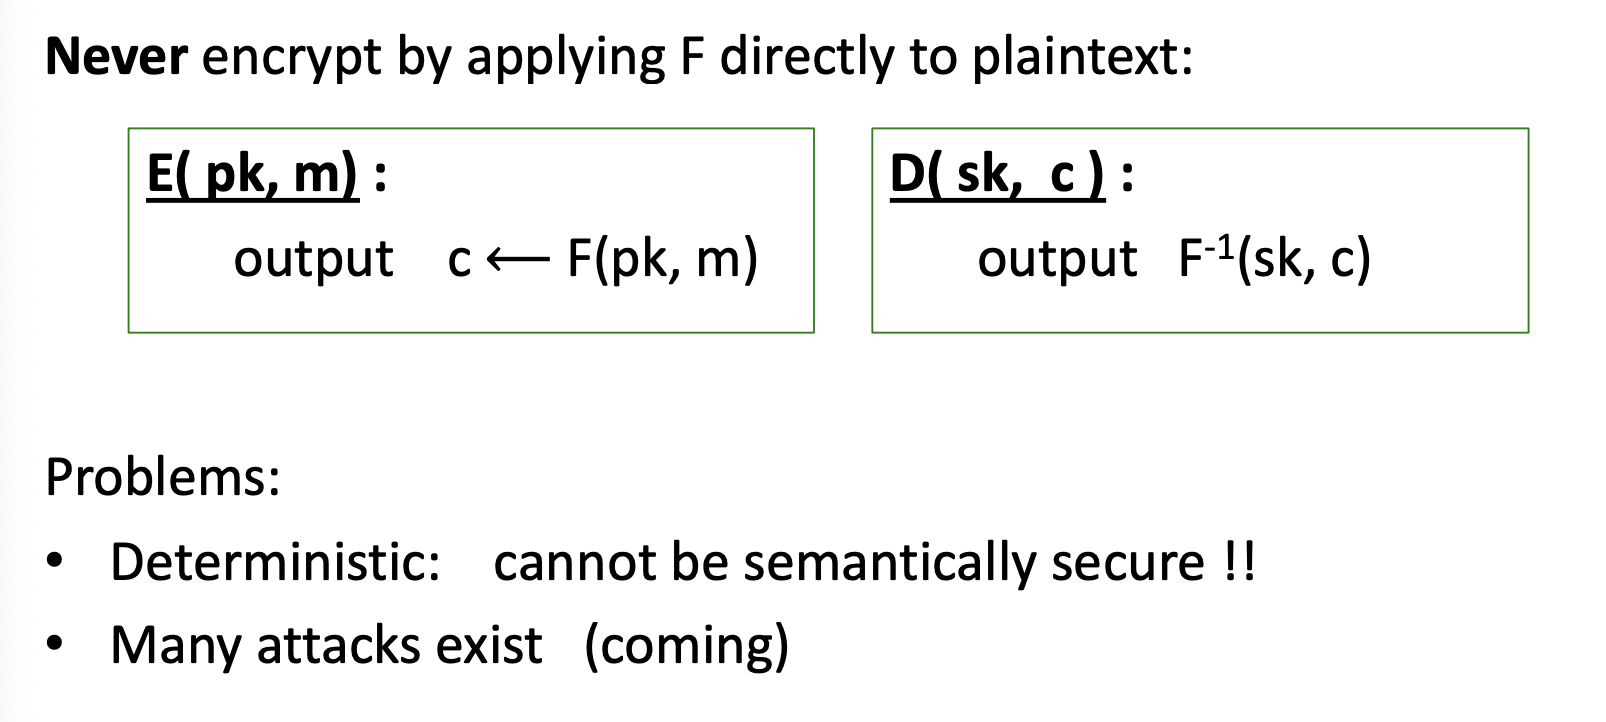 Never encrypt by applying F directly to plaintext:
E( pk, m) :
output c ⟵ F(pk, m)
D( sk, c ) :
output F⁻¹(sk, c)
Problems:
• Deterministic: cannot be semantically secure !!
• Many attacks exist (coming)